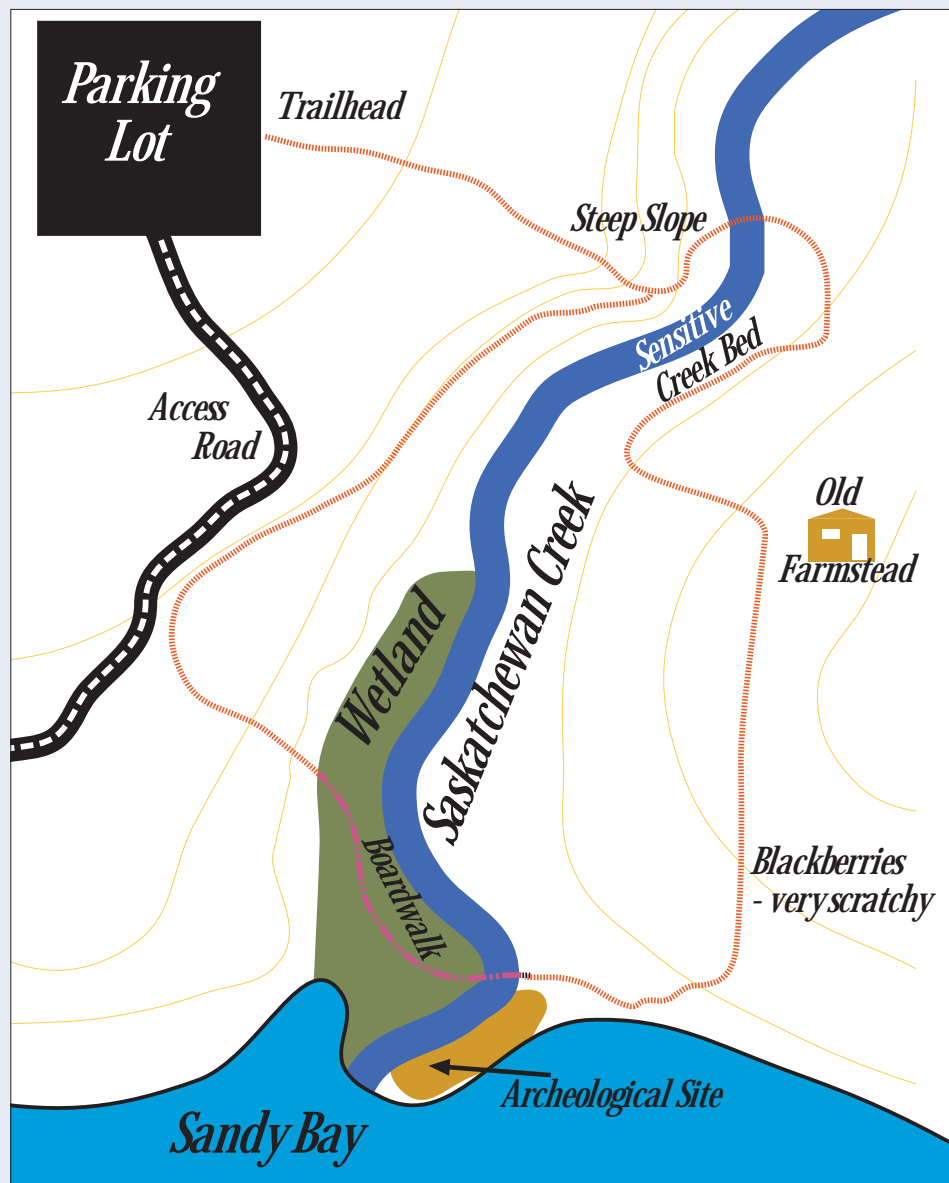 Parking
Lot
Trailhead
Steep Slope
Sensitive
Creek Bed
Access
Road
Old
Farmstead
Saskatchewan Creek
Wetland
Boardwalk
Blackberries
- very scratchy
Archeological Site
Sandy Bay